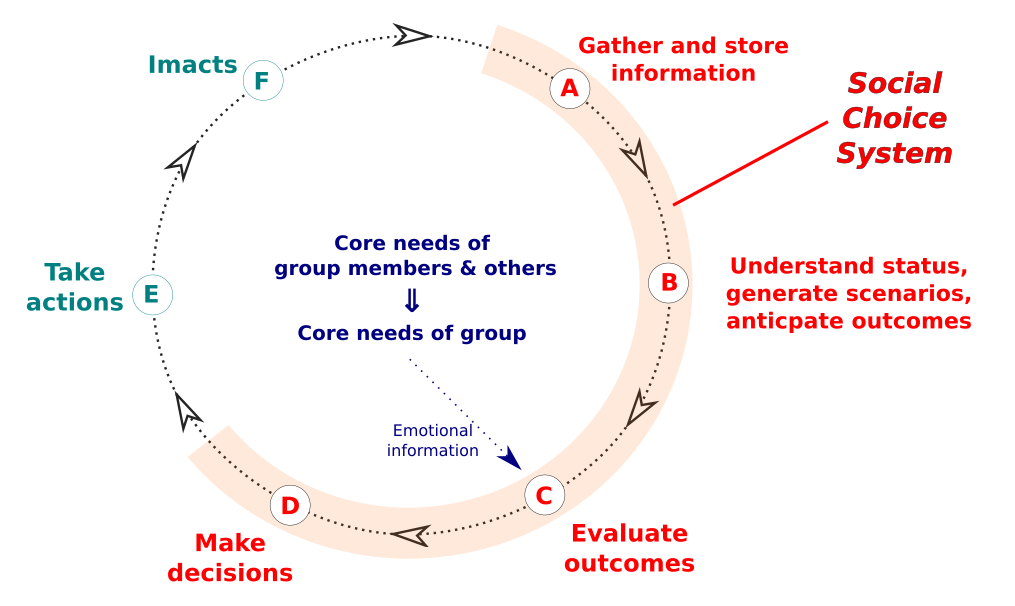 Gather and store
information
A
Social
Choice
System
Imacts
F
Core needs of
group members & others
⇓
Core needs of group
Take
actions
E
B
Understand status,
generate scenarios,
anticpate outcomes
Emotional
information
C
Evaluate
outcomes
D
Make
decisions